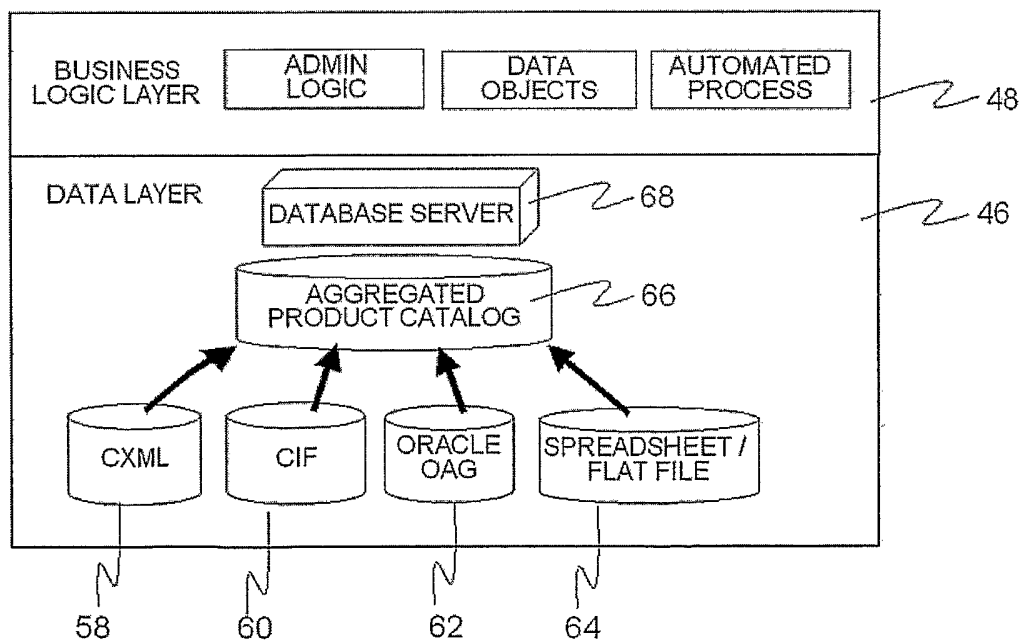 BUSINESS
LOGIC LAYER
ADMIN
LOGIC
DATA
OBJECTS
AUTOMATED
PROCESS
48
DATA LAYER
DATABASE SERVER
68
46
AGGREGATED
PRODUCT CATALOG
66
CXML
CIF
ORACLE
OAG
SPREADSHEET /
FLAT FILE
58
60
62
64